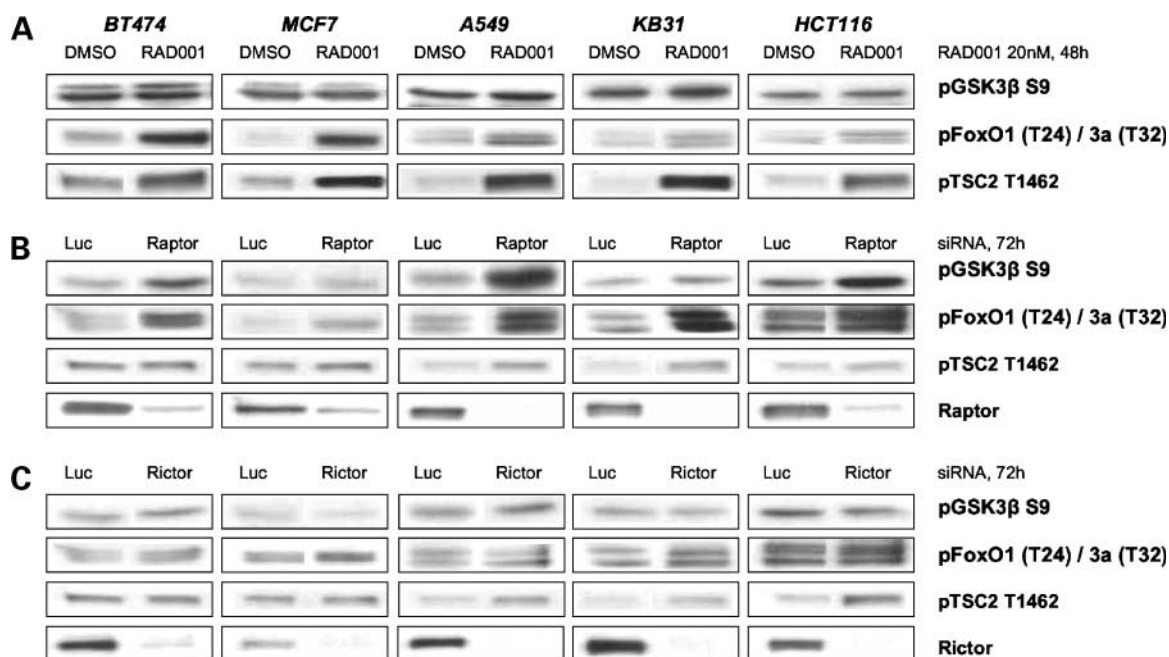 A BT474 MCF7 A549 KB31 HCT116
DMSO RAD001 DMSO RAD001 DMSO RAD001 DMSO RAD001 DMSO RAD001 RAD001 20nM, 48h
pGSK3β S9
pFoxO1 (T24) / 3a (T32)
pTSC2 T1462
B Luc Raptor Luc Raptor Luc Raptor Luc Raptor Luc Raptor siRNA, 72h
pGSK3β S9
pFoxO1 (T24) / 3a (T32)
pTSC2 T1462
Raptor
C Luc Rictor Luc Rictor Luc Rictor Luc Rictor Luc Rictor siRNA, 72h
pGSK3β S9
pFoxO1 (T24) / 3a (T32)
pTSC2 T1462
Rictor